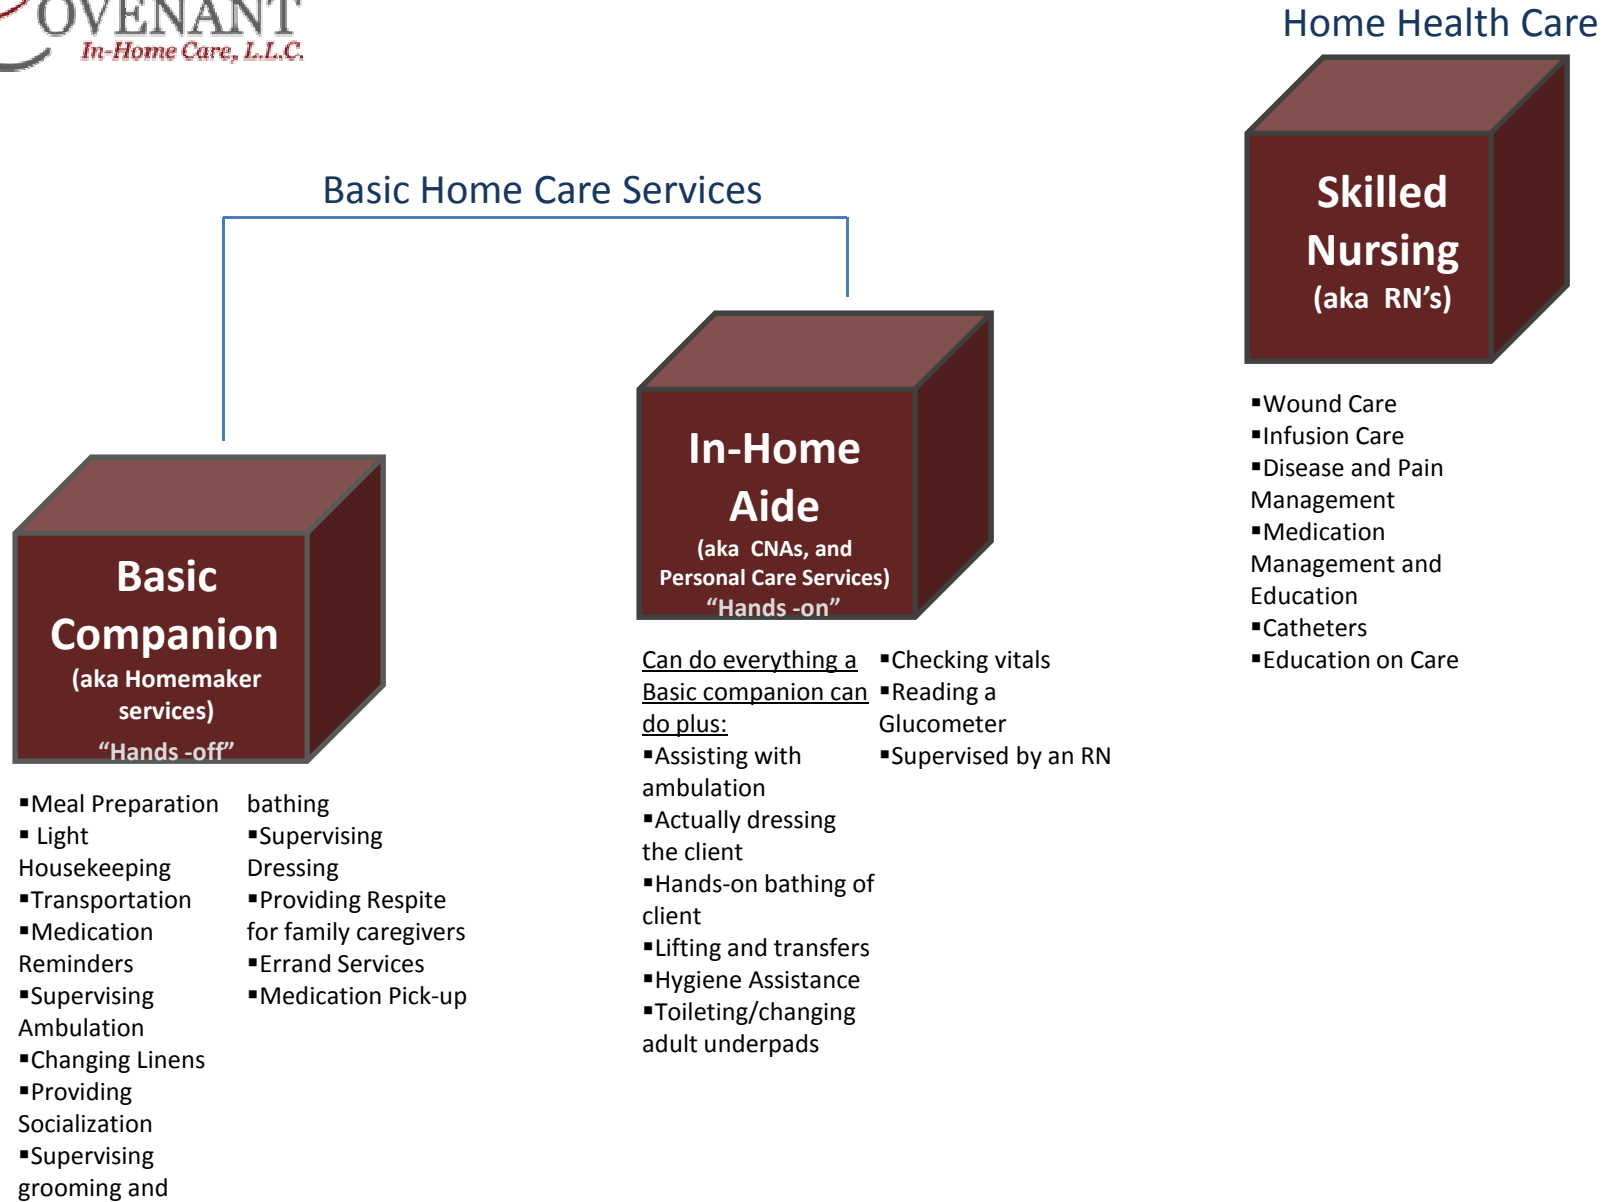 OVENANT
In-Home Care, L.L.C.
Home Health Care
Basic Home Care Services
Skilled
Nursing
(aka RN's)
▪Wound Care
▪Infusion Care
▪Disease and Pain
Management
▪Medication
Management and
Education
▪Catheters
▪Education on Care
In-Home
Aide
(aka CNAs, and
Personal Care Services)
“Hands -on”
Can do everything a
Basic companion can
do plus:
▪Assisting with
ambulation
▪Actually dressing
the client
▪Hands-on bathing of
client
▪Lifting and transfers
▪Hygiene Assistance
▪Toileting/changing
adult underpads
▪Checking vitals
▪Reading a
Glucometer
▪Supervised by an RN
Basic
Companion
(aka Homemaker
services)
“Hands -off”
▪Meal Preparation
▪ Light
Housekeeping
▪Transportation
▪Medication
Reminders
▪Supervising
Ambulation
▪Changing Linens
▪Providing
Socialization
▪Supervising
grooming and
bathing
▪Supervising
Dressing
▪Providing Respite
for family caregivers
▪Errand Services
▪Medication Pick-up